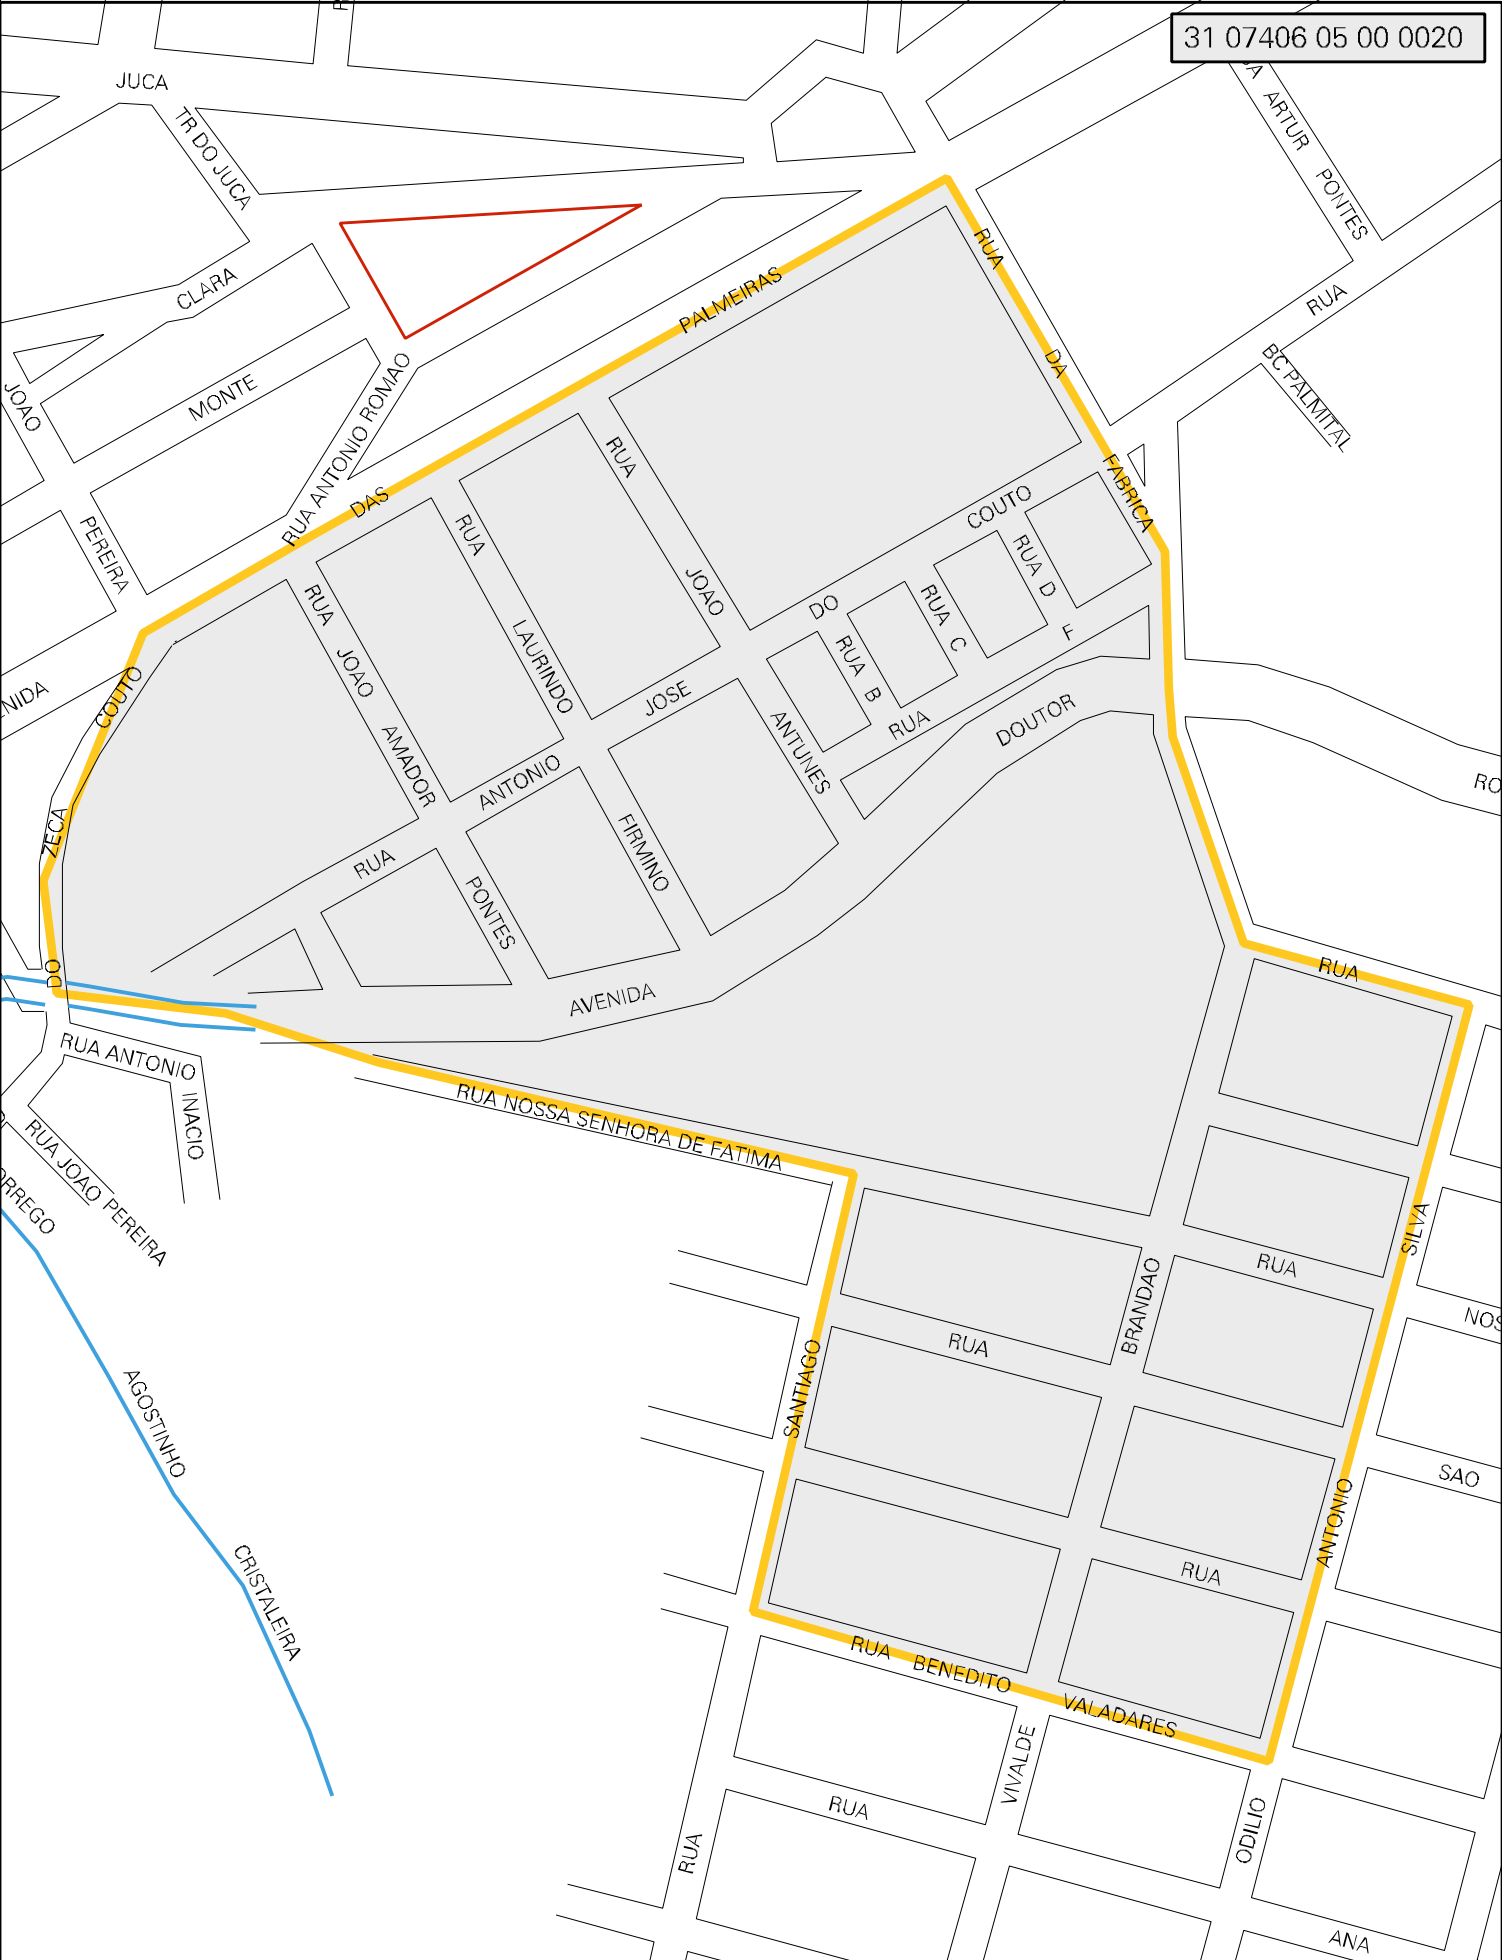 31 07406 05 00 0020
JUCA
TR DO JUCA
ARTUR PONTES
CLARA
RUA
DA
FABRICA
PALMEIRAS
DAS
RUA
BC PALMITAL
JOAO
PEREIRA
MONTE
RUA ANTONIO ROMAO
RUA
JOAO
ANTUNES
RUA
LAURINDO
FIRMINO
RUA
JOAO
AMADOR
PONTES
COUTO
DO
JOSE
ANTONIO
RUA
RUA D
RUA C
RUA B
RUA
F
DOUTOR
AVENIDA
NIDA
COUTO
ZECA
DO
RO
RUA
RUA ANTONIO
INACIO
RUA NOSSA SENHORA DE FATIMA
RUA JOAO PEREIRA
RREGO
AGOSTINHO
CRISTALEIRA
SILVA
ANTONIO
ODILIO
RUA
NOS
BRANDAO
VIVALDE
RUA
SANTIAGO
RUA
SAO
RUA
RUA BENEDITO VALADARES
RUA
ANA